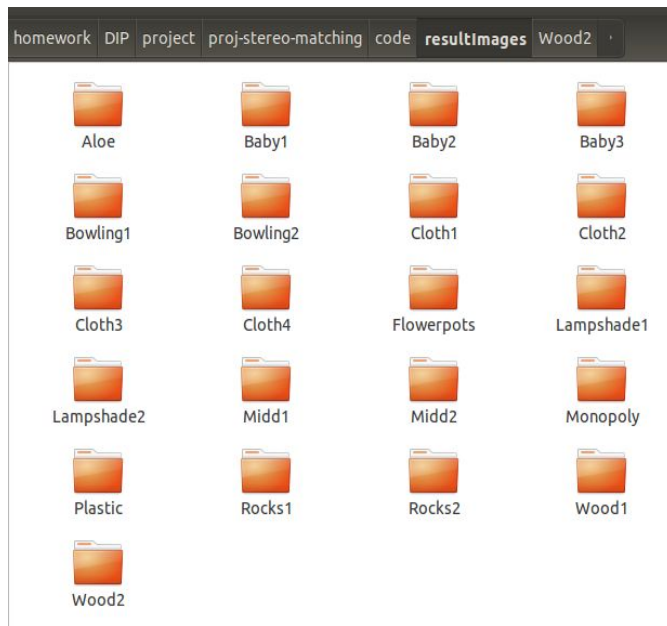 homework DIP project proj-stereo-matching code resultImages Wood2
Aloe Baby1 Baby2 Baby3
Bowling1 Bowling2 Cloth1 Cloth2
Cloth3 Cloth4 Flowerpots Lampshade1
Lampshade2 Midd1 Midd2 Monopoly
Plastic Rocks1 Rocks2 Wood1
Wood2